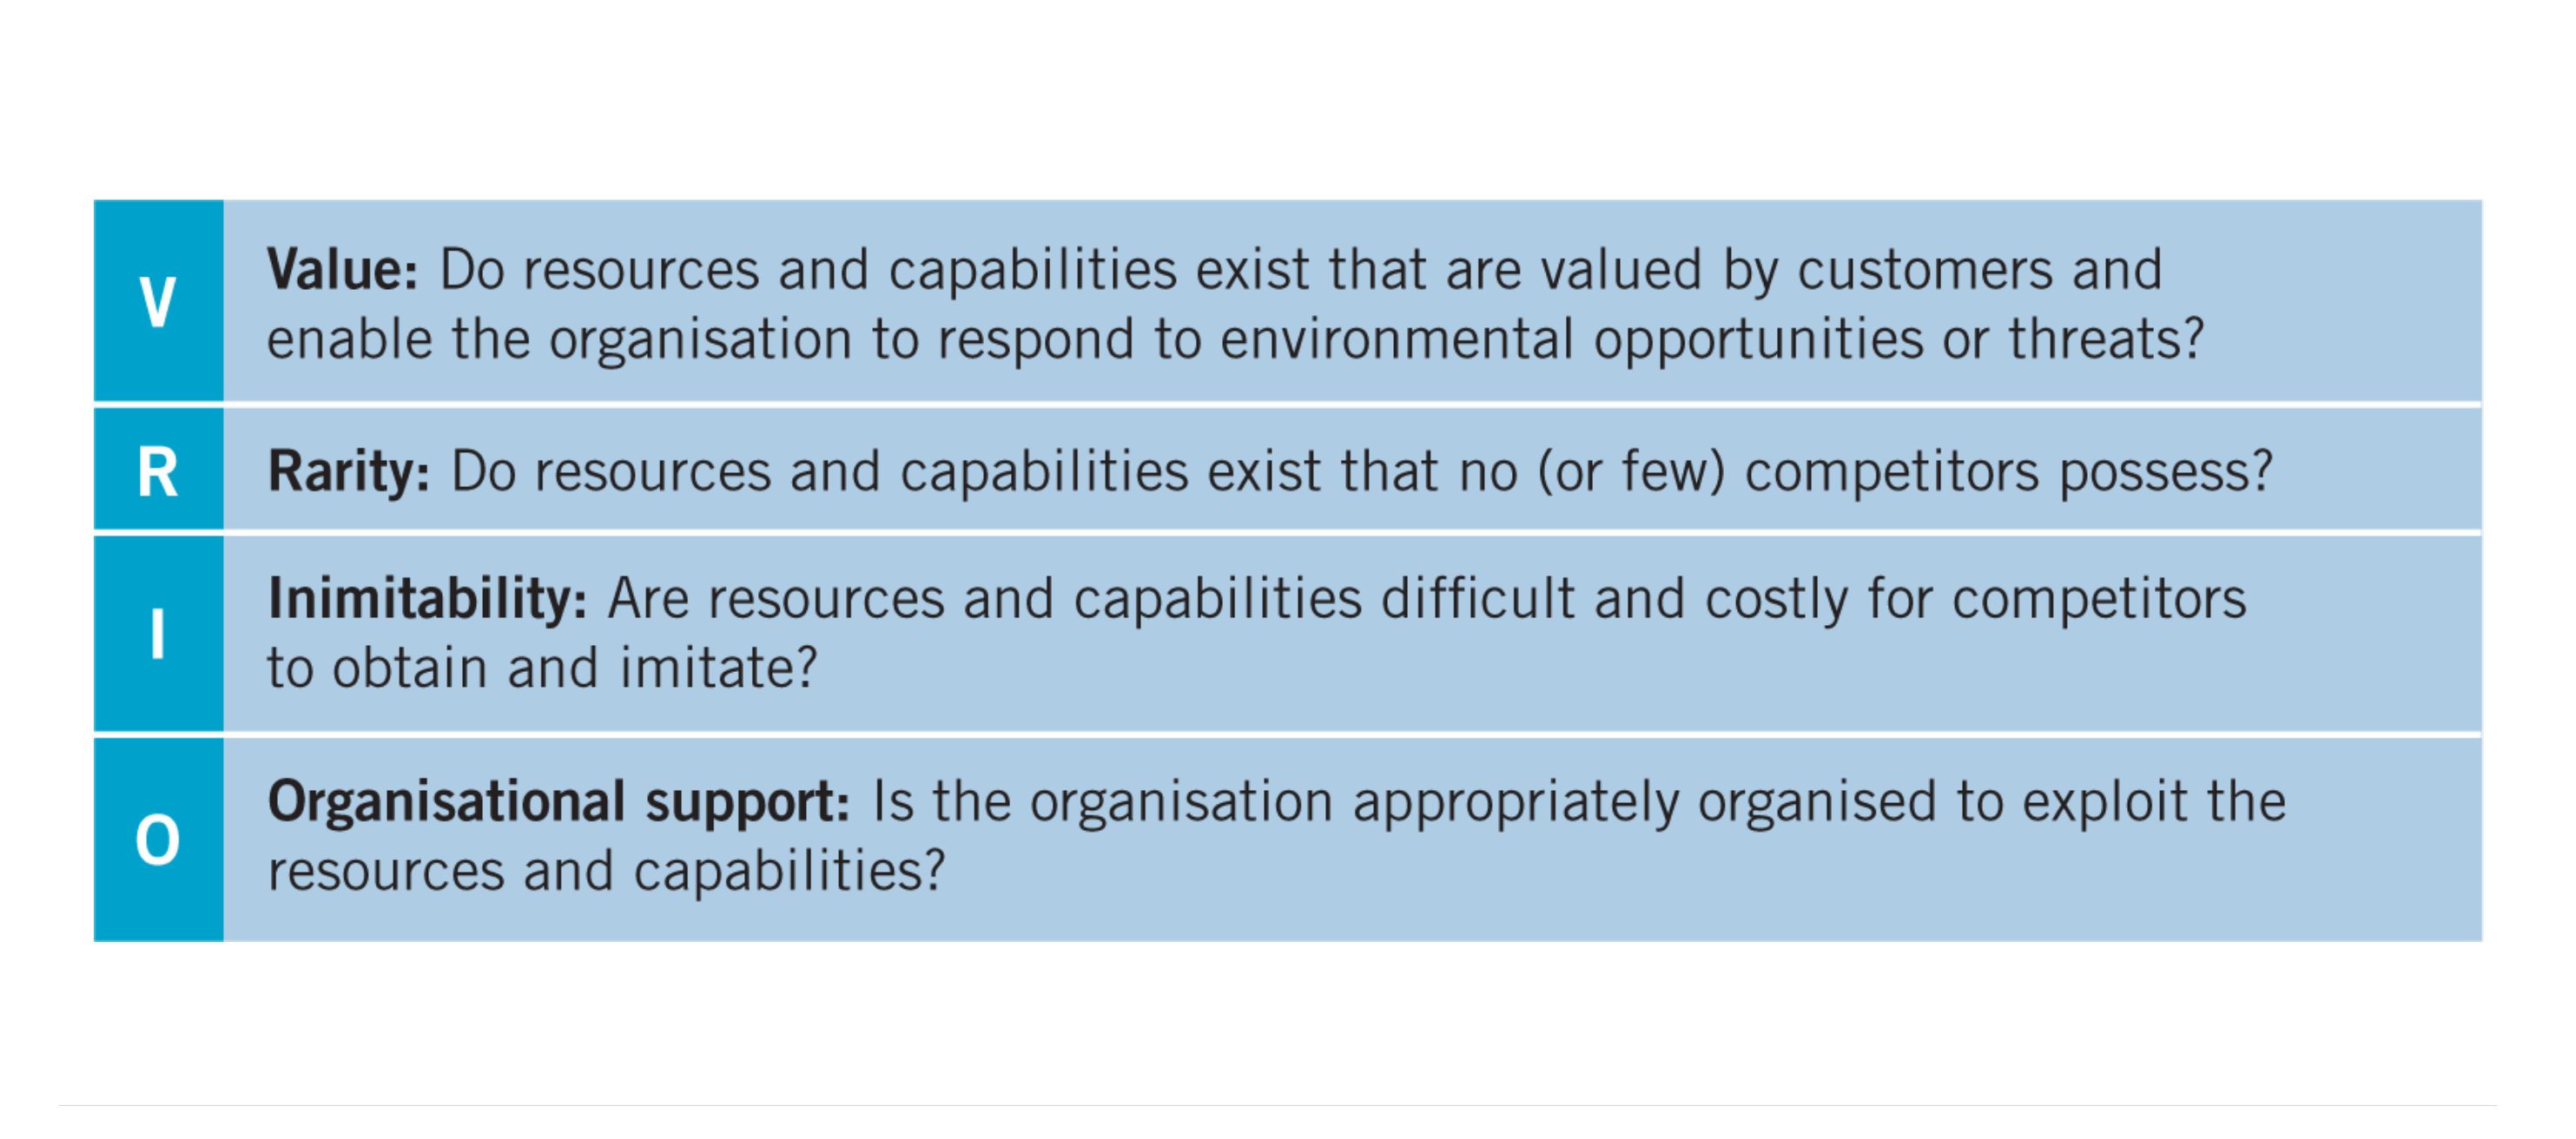 V
Value: Do resources and capabilities exist that are valued by customers and
enable the organisation to respond to environmental opportunities or threats?
R
Rarity: Do resources and capabilities exist that no (or few) competitors possess?
I
Inimitability: Are resources and capabilities difficult and costly for competitors
to obtain and imitate?
O
Organisational support: Is the organisation appropriately organised to exploit the
resources and capabilities?